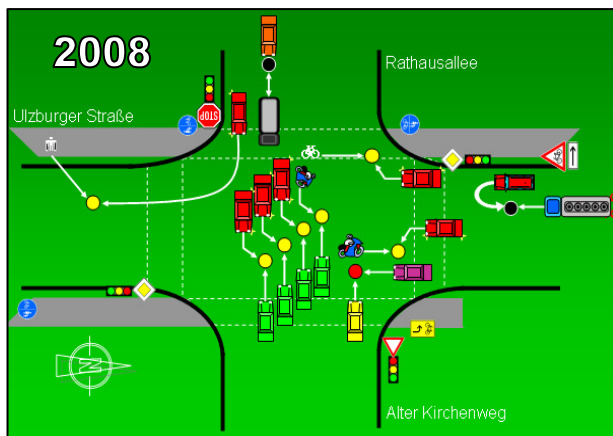 2008
Rathausallee
Ulzburger Straße
STOP
N
Alter Kirchenweg